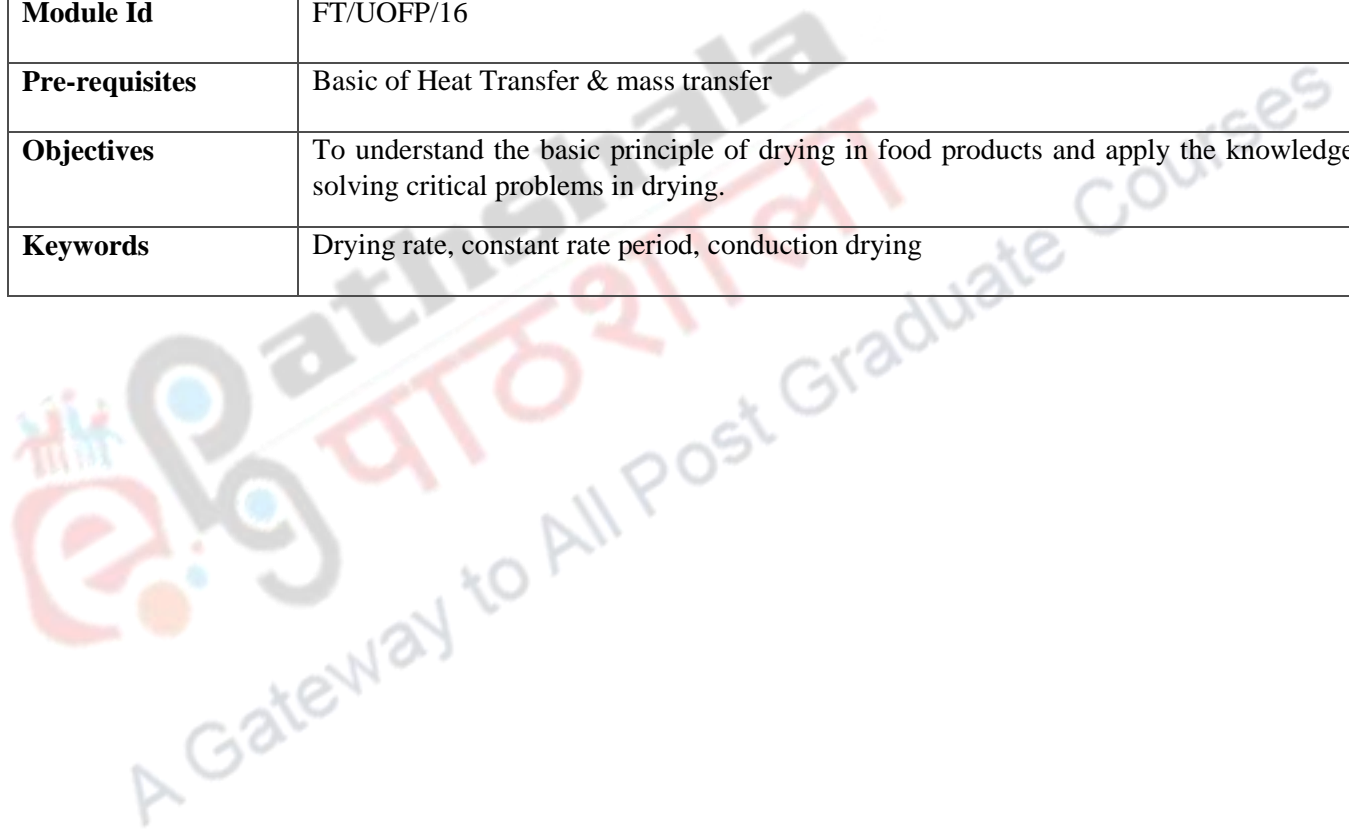 Module Id FT/UOFP/16
Pre-requisites Basic of Heat Transfer & mass transfer
Objectives To understand the basic principle of drying in food products and apply the knowledge
solving critical problems in drying.
Keywords Drying rate, constant rate period, conduction drying
Pathshala
पाठशाला
A Gateway to All Post Graduate Courses